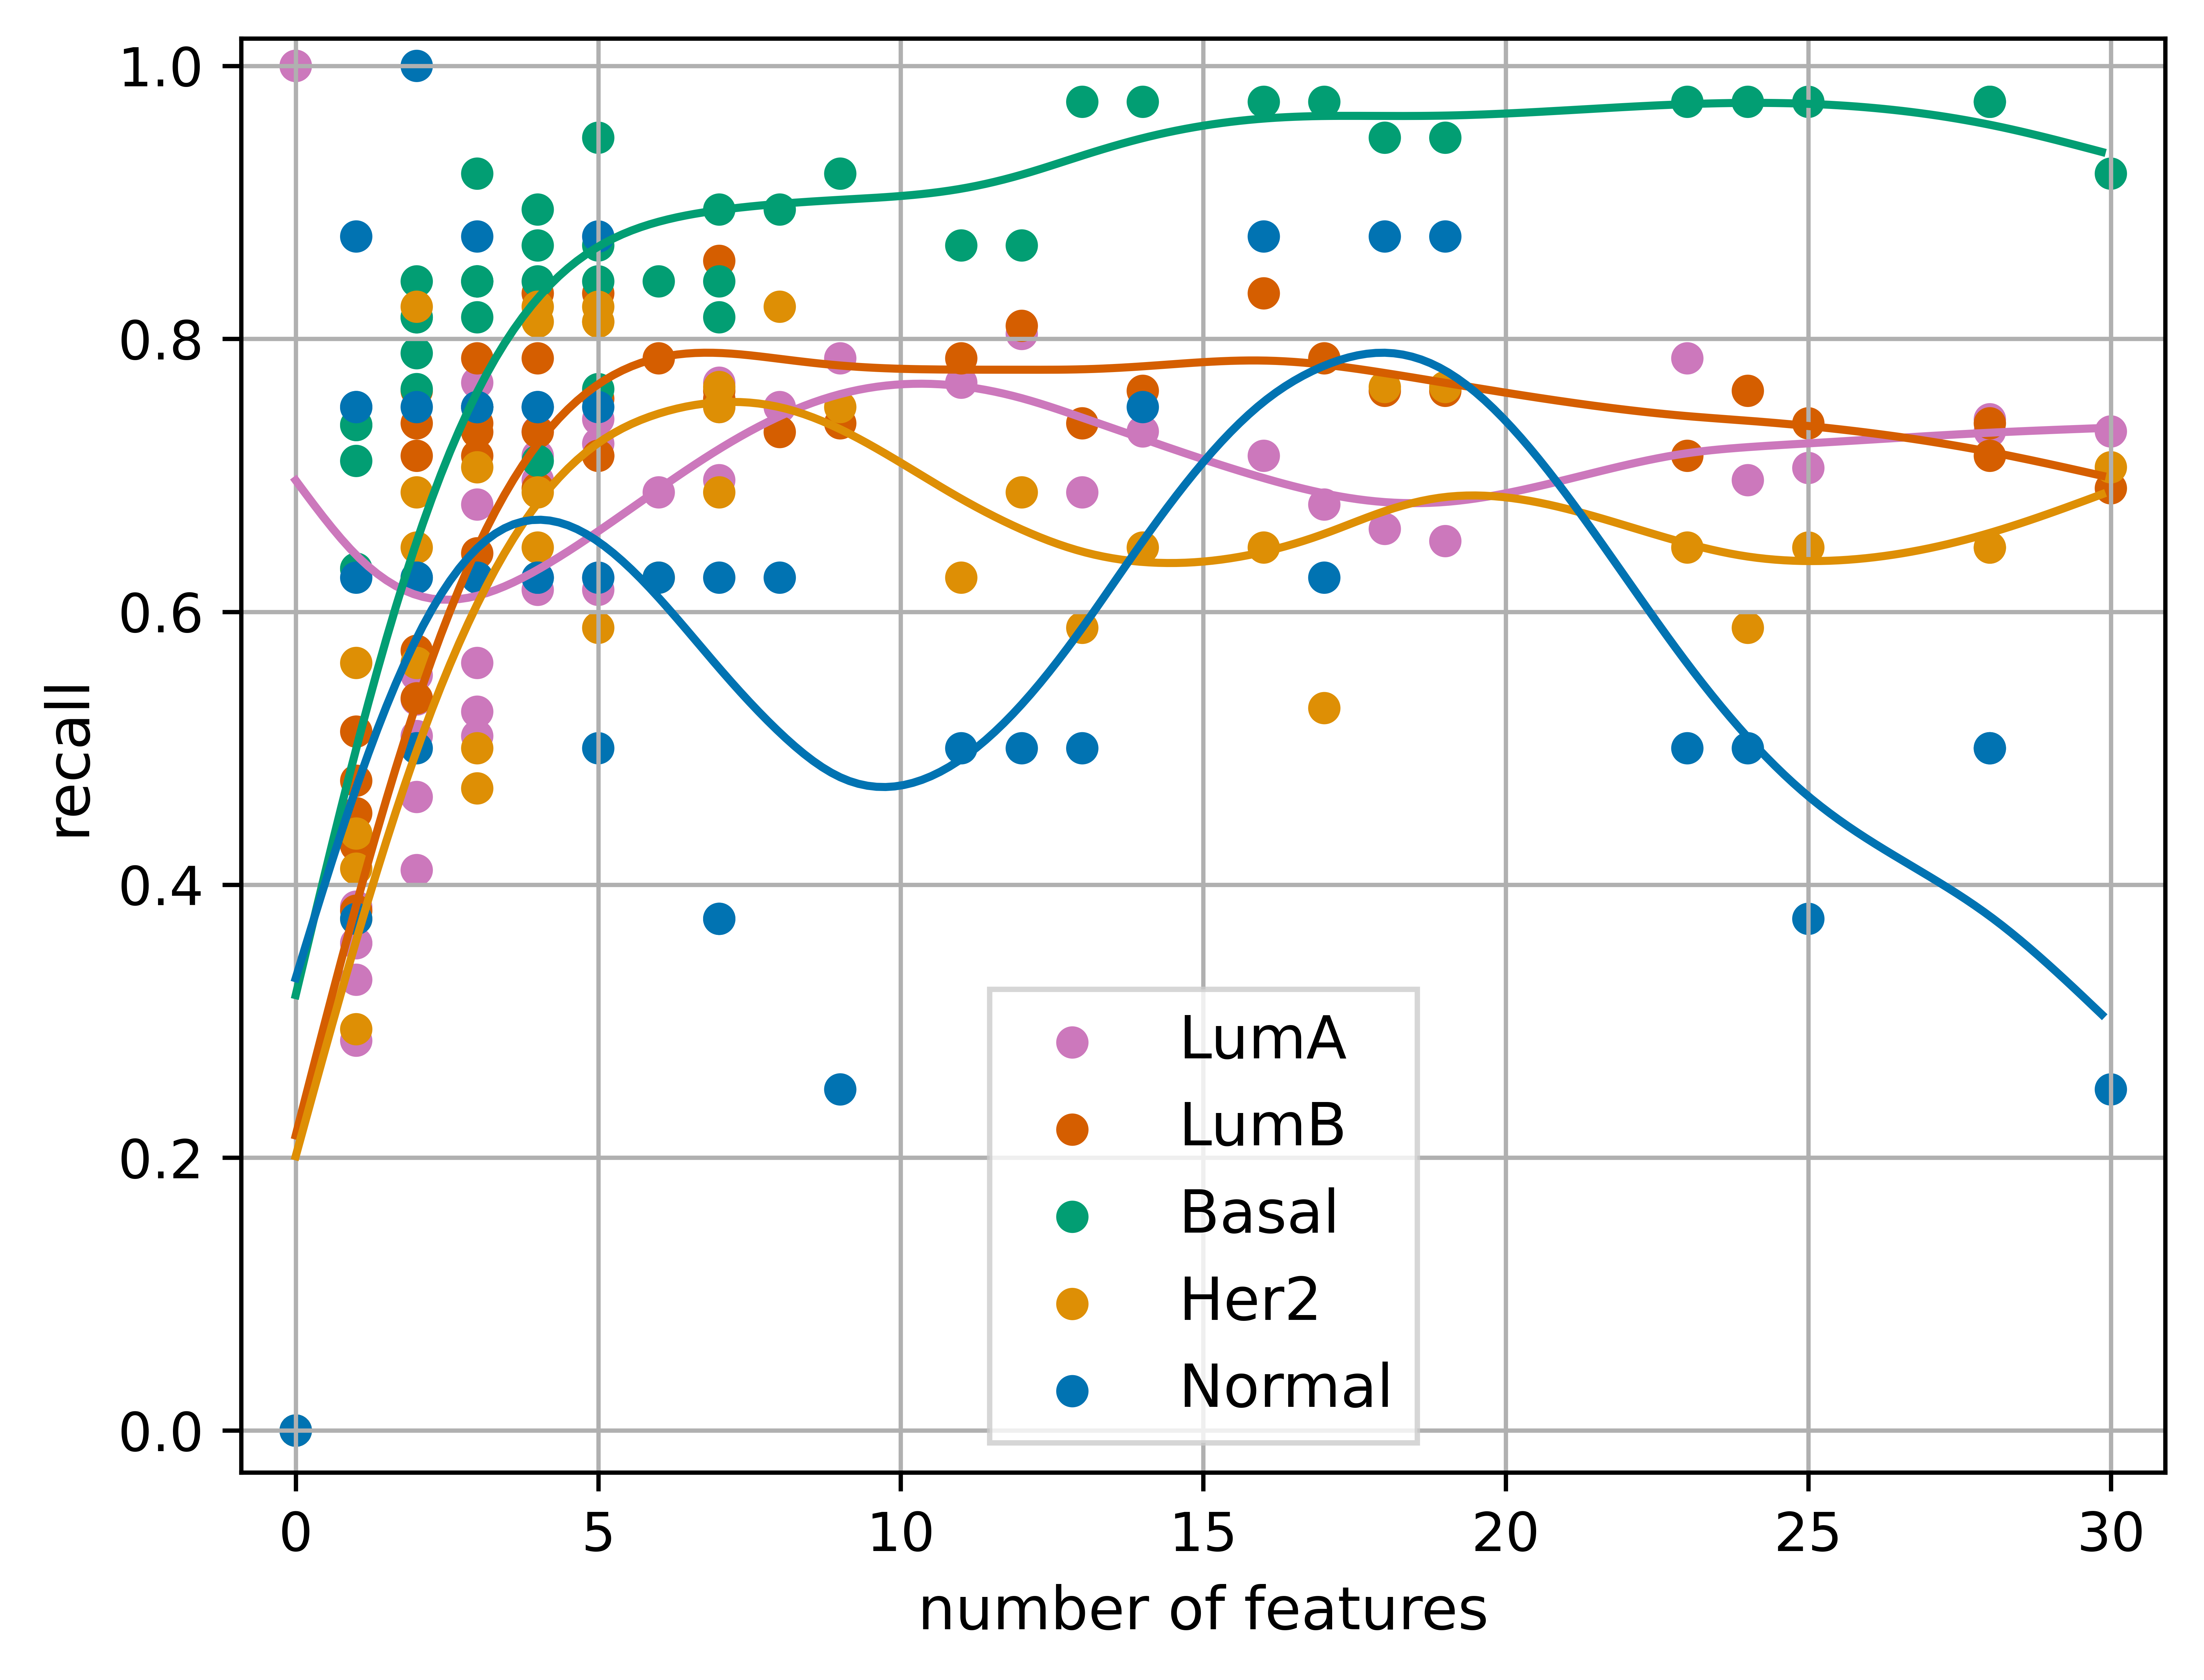 1.0
0.8
0.6
0.4
0.2
0.0
recall
LumA
LumB
Basal
Her2
Normal
0 5 10 15 20 25 30
number of features